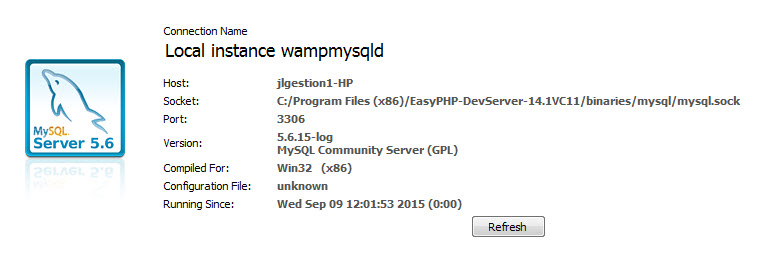 Connection Name
Local instance wampmysqld
Host: jlgestion1-HP
Socket: C:/Program Files (x86)/EasyPHP-DevServer-14.1VC11/binaries/mysql/mysql.sock
Port: 3306
Version: 5.6.15-log
MySQL Community Server (GPL)
Compiled For: Win32 (x86)
Configuration File: unknown
Running Since: Wed Sep 09 12:01:53 2015 (0:00)
MySQL
Server 5.6
Refresh